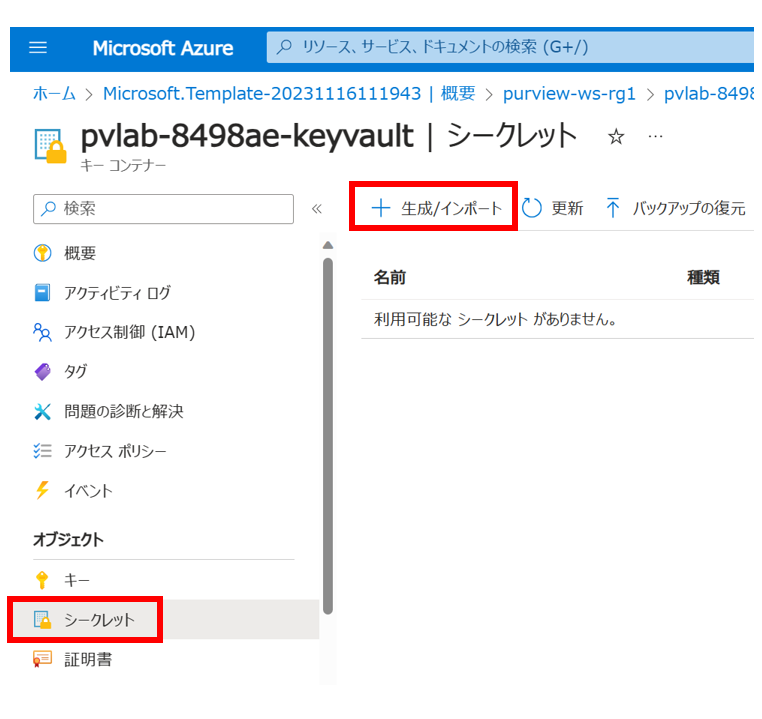 Microsoft Azure
リソース、サービス、ドキュメントの検索 (G+/)
ホーム > Microsoft.Template-20231116111943 | 概要 > purview-ws-rg1 > pvlab-8498
pvlab-8498ae-keyvault | シークレット ☆ …
キー コンテナー
検索
«
+ 生成/インポート
更新
バックアップの復元
概要
アクティビティ ログ
アクセス制御 (IAM)
タグ
問題の診断と解決
アクセス ポリシー
イベント
オブジェクト
キー
シークレット
証明書
名前 種類
利用可能な シークレット がありません。